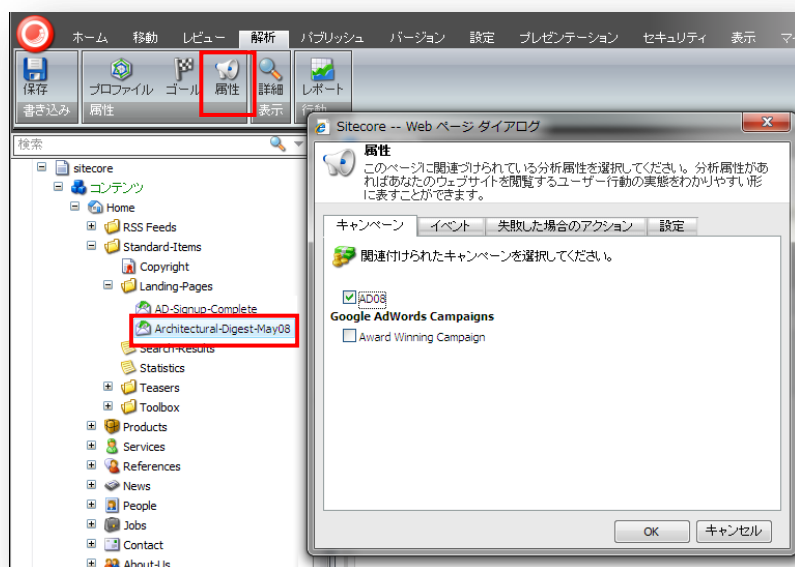 ホーム 移動 レビュー 解析 パブリッシュ バージョン 設定 プレゼンテーション セキュリティ 表示
保存 プロファイル ゴール 属性 詳細 レポート
書き込み 属性 表示 行動
検索
Sitecore -- Web ページ ダイアログ
属性
このページに関連づけられている分析属性を選択してください。分析属性があ
ればあなたのウェブサイトを閲覧するユーザー行動の実態をわかりやすい形
に表すことができます。
キャンペーン イベント 失敗した場合のアクション 設定
関連付けられたキャンペーンを選択してください。
AD08
Google AdWords Campaigns
Award Winning Campaign
OK キャンセル
sitecore
コンテンツ
Home
RSS Feeds
Standard-Items
Copyright
Landing-Pages
AD-Signup-Complete
Architectural-Digest-May08
Search-Results
Statistics
Teasers
Toolbox
Products
Services
References
News
People
Jobs
Contact
About-Us